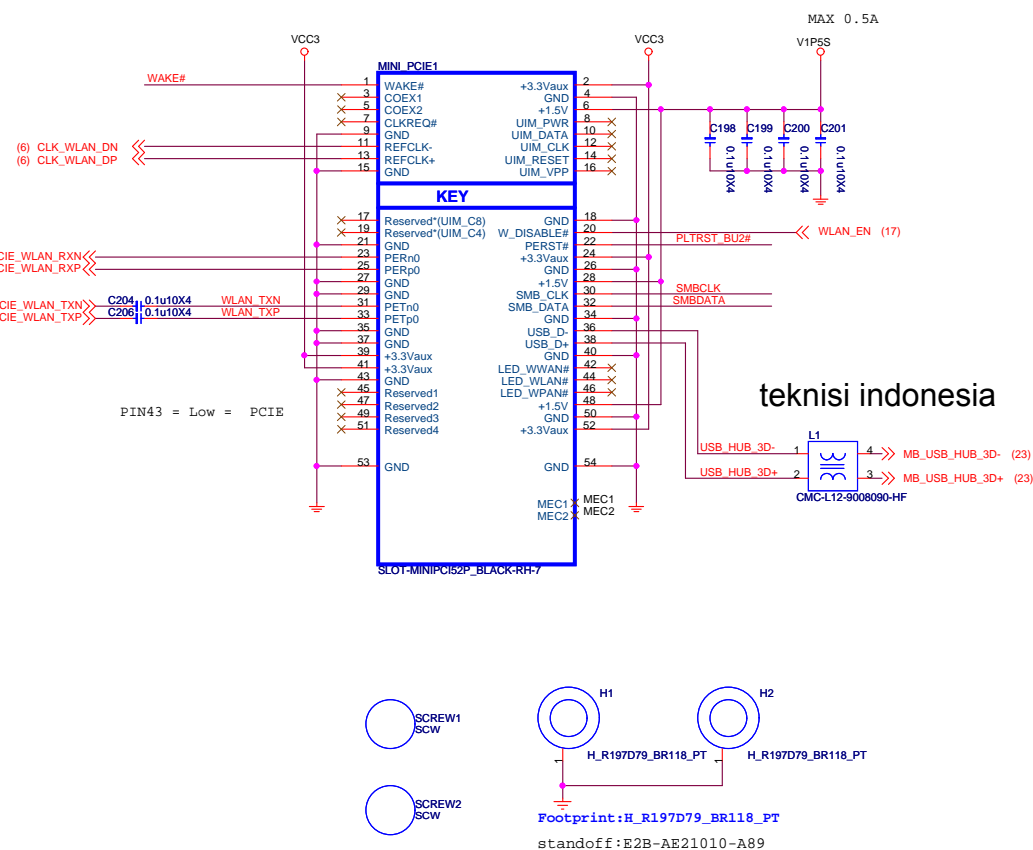 MAX 0.5A
VCC3
VCC3
V1P5S
MINI_PCIE1
WAKE#
1 WAKE# +3.3Vaux 2
3 COEX1 GND 4
5 COEX2 +1.5V 6
7 CLKREQ# UIM_PWR 8
9 GND UIM_DATA 10
(6) CLK_WLAN_DN 11 REFCLK- UIM_CLK 12
(6) CLK_WLAN_DP 13 REFCLK+ UIM_RESET 14
15 GND UIM_VPP 16
C198 C199 C200 C201
0.1u10X4 0.1u10X4 0.1u10X4 0.1u10X4
KEY
17 Reserved*(UIM_C8) GND 18
19 Reserved*(UIM_C4) W_DISABLE# 20 WLAN_EN (17)
21 GND PERST# 22 PLTRST_BU2#
CIE_WLAN_RXN 23 PERn0 +3.3Vaux 24
CIE_WLAN_RXP 25 PERp0 GND 26
27 GND +1.5V 28
29 GND SMB_CLK 30 SMBCLK
CIE_WLAN_TXN C204 0.1u10X4 WLAN_TXN 31 PETn0 SMB_DATA 32 SMBDATA
CIE_WLAN_TXP C206 0.1u10X4 WLAN_TXP 33 PETp0 GND 34
35 GND USB_D- 36
37 GND USB_D+ 38
39 +3.3Vaux GND 40
41 +3.3Vaux LED_WWAN# 42
43 GND LED_WLAN# 44
45 Reserved1 LED_WPAN# 46
47 Reserved2 +1.5V 48
49 Reserved3 GND 50
51 Reserved4 +3.3Vaux 52
PIN43 = Low = PCIE
teknisi indonesia
L1
USB_HUB_3D- 1 4 MB_USB_HUB_3D- (23)
USB_HUB_3D+ 2 3 MB_USB_HUB_3D+ (23)
CMC-L12-9008090-HF
53 GND GND 54
MEC1 MEC1
MEC2 MEC2
SLOT-MINIPCI52P_BLACK-RH-7
SCREW1
SCW
H1
H2
1 H_R197D79_BR118_PT
1 H_R197D79_BR118_PT
SCREW2
SCW
Footprint:H_R197D79_BR118_PT
standoff:E2B-AE21010-A89